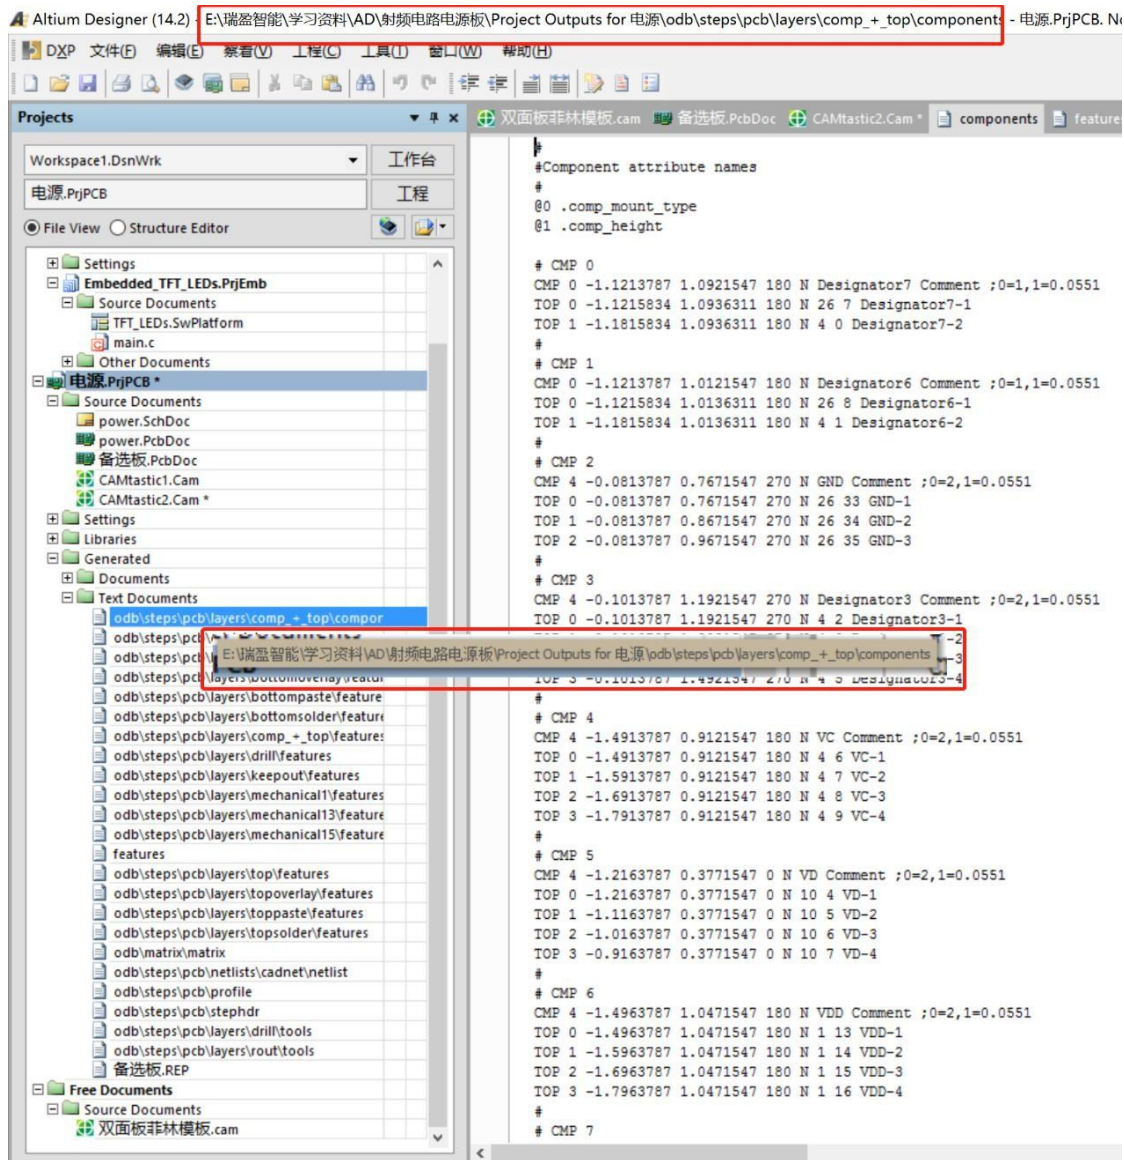 Altium Designer (14.2) - E:\瑞盈智能\学习资料\AD\射频电路电源板\Project Outputs for 电源\odb\steps\pcb\layers\comp_+_top\components - 电源.PrjPCB.
DXP 文件(F) 编辑(E) 察看(V) 工程(C) 工具(T) 窗口(W) 帮助(H)
Projects
双面板菲林模板.cam 备选板.PcbDoc CAMtastic2.Cam * components feature
Workspace1.DsnWrk 工作台
电源.PrjPCB 工程
File View Structure Editor
Settings
Embedded_TFT_LEDs.PrjEmb
Source Documents
TFT_LEDs.SwPlatform
main.c
Other Documents
电源.PrjPCB *
Source Documents
power.SchDoc
power.PcbDoc
备选板.PcbDoc
CAMtastic1.Cam
CAMtastic2.Cam *
Settings
Libraries
Generated
Documents
Text Documents
odb\steps\pcb\layers\comp_+_top\compor
odb\steps\pcb\
E:\瑞盈智能\学习资料\AD\射频电路电源板\Project Outputs for 电源\odb\steps\pcb\layers\comp_+_top\components
odb\steps\pcb\layers\bottompaste\feature
odb\steps\pcb\layers\bottomsolder\feature
odb\steps\pcb\layers\comp_+_top\features
odb\steps\pcb\layers\drill\features
odb\steps\pcb\layers\keepout\features
odb\steps\pcb\layers\mechanical1\features
odb\steps\pcb\layers\mechanical13\feature
odb\steps\pcb\layers\mechanical15\feature
features
odb\steps\pcb\layers\top\features
odb\steps\pcb\layers\topoverlay\features
odb\steps\pcb\layers\toppaste\features
odb\steps\pcb\layers\topsolder\features
odb\matrix\matrix
odb\steps\pcb\netlists\cadnet\netlist
odb\steps\pcb\profile
odb\steps\pcb\stephdr
odb\steps\pcb\layers\drill\tools
odb\steps\pcb\layers\rout\tools
备选板.REP
Free Documents
Source Documents
双面板菲林模板.cam
#
#Component attribute names
#
@0 .comp_mount_type
@1 .comp_height
# CMP 0
CMP 0 -1.1213787 1.0921547 180 N Designator7 Comment ;0=1,1=0.0551
TOP 0 -1.1215834 1.0936311 180 N 26 7 Designator7-1
TOP 1 -1.1815834 1.0936311 180 N 4 0 Designator7-2
#
# CMP 1
CMP 0 -1.1213787 1.0121547 180 N Designator6 Comment ;0=1,1=0.0551
TOP 0 -1.1215834 1.0136311 180 N 26 8 Designator6-1
TOP 1 -1.1815834 1.0136311 180 N 4 1 Designator6-2
#
# CMP 2
CMP 4 -0.0813787 0.7671547 270 N GND Comment ;0=2,1=0.0551
TOP 0 -0.0813787 0.7671547 270 N 26 33 GND-1
TOP 1 -0.0813787 0.8671547 270 N 26 34 GND-2
TOP 2 -0.0813787 0.9671547 270 N 26 35 GND-3
#
# CMP 3
CMP 4 -0.1013787 1.1921547 270 N Designator3 Comment ;0=2,1=0.0551
TOP 0 -0.1013787 1.1921547 270 N 4 2 Designator3-1
-2
-3
TOP 3 -0.1013787 1.4921547 270 N 4 5 Designator3-4
#
# CMP 4
CMP 4 -1.4913787 0.9121547 180 N VC Comment ;0=2,1=0.0551
TOP 0 -1.4913787 0.9121547 180 N 4 6 VC-1
TOP 1 -1.5913787 0.9121547 180 N 4 7 VC-2
TOP 2 -1.6913787 0.9121547 180 N 4 8 VC-3
TOP 3 -1.7913787 0.9121547 180 N 4 9 VC-4
#
# CMP 5
CMP 4 -1.2163787 0.3771547 0 N VD Comment ;0=2,1=0.0551
TOP 0 -1.2163787 0.3771547 0 N 10 4 VD-1
TOP 1 -1.1163787 0.3771547 0 N 10 5 VD-2
TOP 2 -1.0163787 0.3771547 0 N 10 6 VD-3
TOP 3 -0.9163787 0.3771547 0 N 10 7 VD-4
#
# CMP 6
CMP 4 -1.4963787 1.0471547 180 N VDD Comment ;0=2,1=0.0551
TOP 0 -1.4963787 1.0471547 180 N 1 13 VDD-1
TOP 1 -1.5963787 1.0471547 180 N 1 14 VDD-2
TOP 2 -1.6963787 1.0471547 180 N 1 15 VDD-3
TOP 3 -1.7963787 1.0471547 180 N 1 16 VDD-4
#
# CMP 7